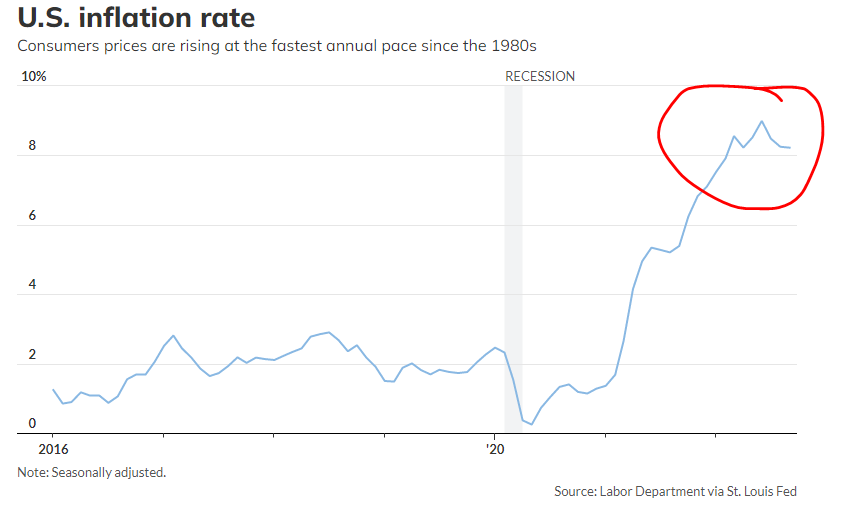 U.S. inflation rate
Consumers prices are rising at the fastest annual pace since the 1980s
10%
RECESSION
8
6
4
2
0
2016
'20
Note: Seasonally adjusted.
Source: Labor Department via St. Louis Fed